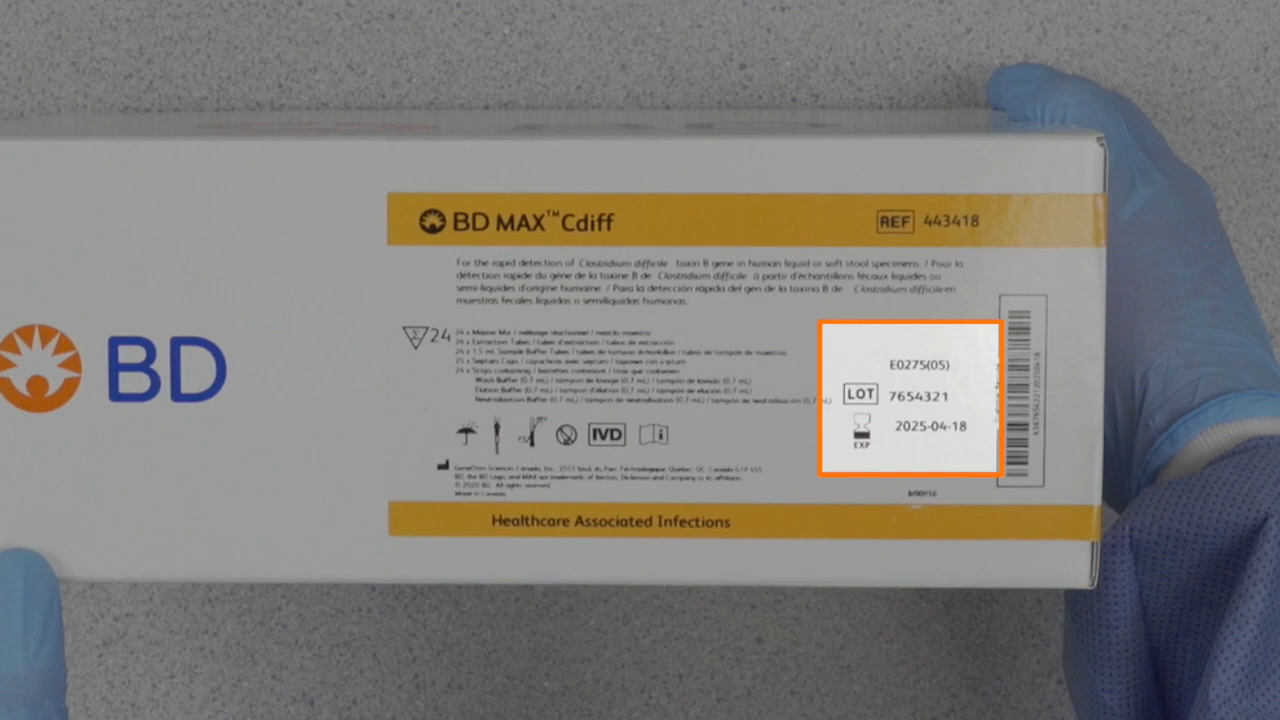 BD
BD MAX™ Cdiff
REF 443418
For the rapid detection of Clostridium difficile toxin B gene in human liquid or soft stool specimens. / Pour la
détection rapide du gène de la toxine B de Clostridium difficile à partir d'échantillons fécaux liquides ou
semi-liquides d'origine humaine. / Para la detección rápida del gen de la toxina B de Clostridium difficile en
muestras fecales líquidas o semilíquidas humanas.
Σ 24
24 x Master Mix / mélange réactionnel / mezcla maestra
24 x Extraction Tubes / tubes d'extraction / tubos de extracción
24 x 1,5 mL Sample Buffer Tubes / tubes de tampon échantillon / tubos de tampón de muestras
25 x Septum Caps / capuchons avec septum / tapones con septum
24 x Strips containing / barrettes contenant / tiras que contienen
Wash Buffer (0.7 mL) / tampon de lavage (0.7 mL) / tampón de lavado (0.7 mL)
Elution Buffer (0.7 mL) / tampon d'élution (0.7 mL) / tampón de elución (0.7 mL)
Neutralization Buffer (0.7 mL) / tampon de neutralisation (0.7 mL) / tampón de neutralización (0.7 mL)
E0275(05)
LOT 7654321
2025-04-18
EXP
IVD
GeneOhm Sciences Canada, Inc., 2555 boul. du Parc Technologique, Quebec, QC, Canada G1P 4S5
BD, the BD Logo, and MAX are trademarks of Becton, Dickinson and Company or its affiliates.
© 2020 BD. All rights reserved.
Made in Canada
Healthcare Associated Infections